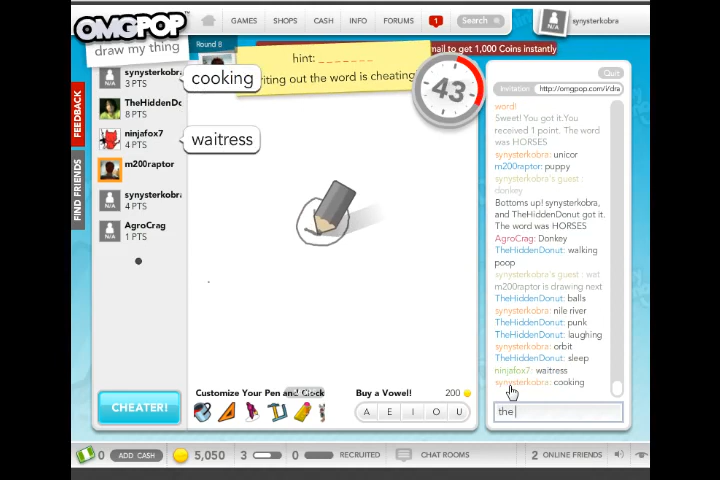 OMGPOP
GAMES SHOPS CASH INFO FORUMS 1 Search N/A synysterkobra
draw my thing
Round 8
mail to get 1,000 Coins instantly
hint: _ _ _ _ _ _ _
iting out the word is cheating
43
Quit
invitation http://omgpop.com/i/dra
FEEDBACK
FIND FRIENDS
N/A synysterkobra
3 PTS
cooking
TheHiddenDo
8 PTS
ninjafox7
4 PTS
waitress
m200raptor
N/A synysterkobra
4 PTS
N/A AgroCrag
1 PTS
word!
Sweet! You got it.You
received 1 point. The word
was HORSES
synysterkobra: unicor
m200raptor: puppy
synysterkobra's guest :
donkey
Bottoms up! synysterkobra,
and TheHiddenDonut got it.
The word was HORSES
AgroCrag: Donkey
TheHiddenDonut: walking
poop
synysterkobra's guest : wat
m200raptor is drawing next
TheHiddenDonut: balls
synysterkobra: nile river
TheHiddenDonut: punk
TheHiddenDonut: laughing
synysterkobra: orbit
TheHiddenDonut: sleep
ninjafox7: waitress
synysterkobra: cooking
the
Customize Your Pen and Clock
Buy a Vowel! 200
A E I O U
CHEATER!
0 ADD CASH 5,050 3 0 RECRUITED CHAT ROOMS 2 ONLINE FRIENDS